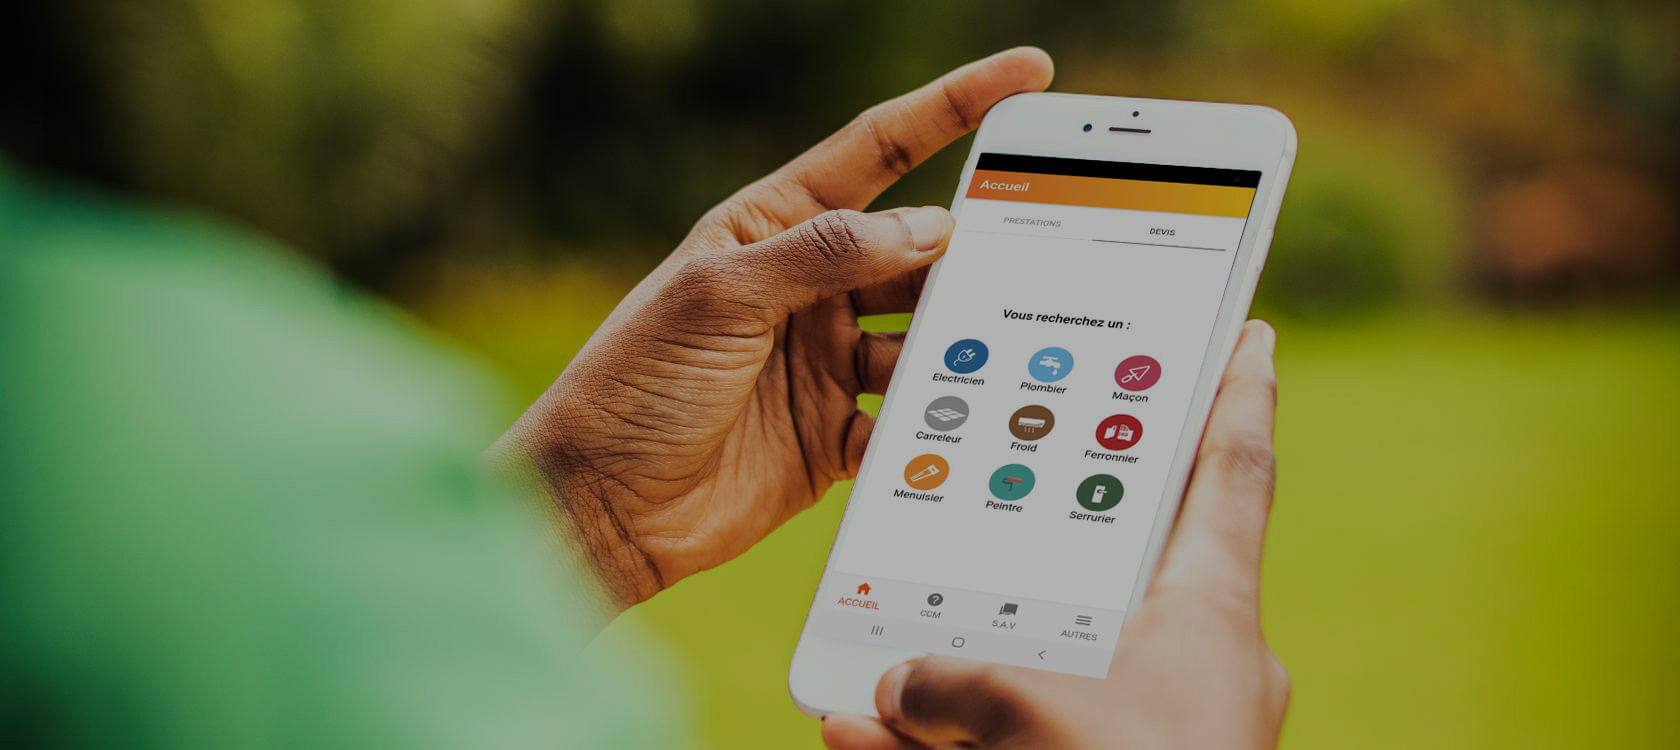 Accueil
PRESTATIONS DEVIS
Vous recherchez un :
Electricien Plombier Maçon
Carreleur Froid Ferronnier
Menuisier Peintre Serrurier
ACCUEIL CCM S.A.V AUTRES